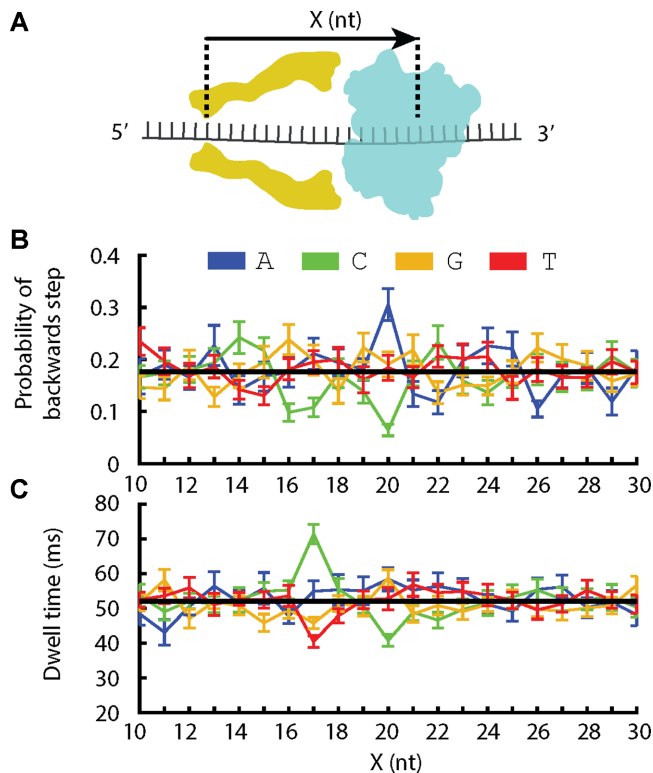 A
X (nt)
5′
3′
B
A C G T
Probability of
backwards step
0.4
0.3
0.2
0.1
0
10 12 14 16 18 20 22 24 26 28 30
C
Dwell time (ms)
80
70
60
50
40
30
20
10 12 14 16 18 20 22 24 26 28 30
X (nt)